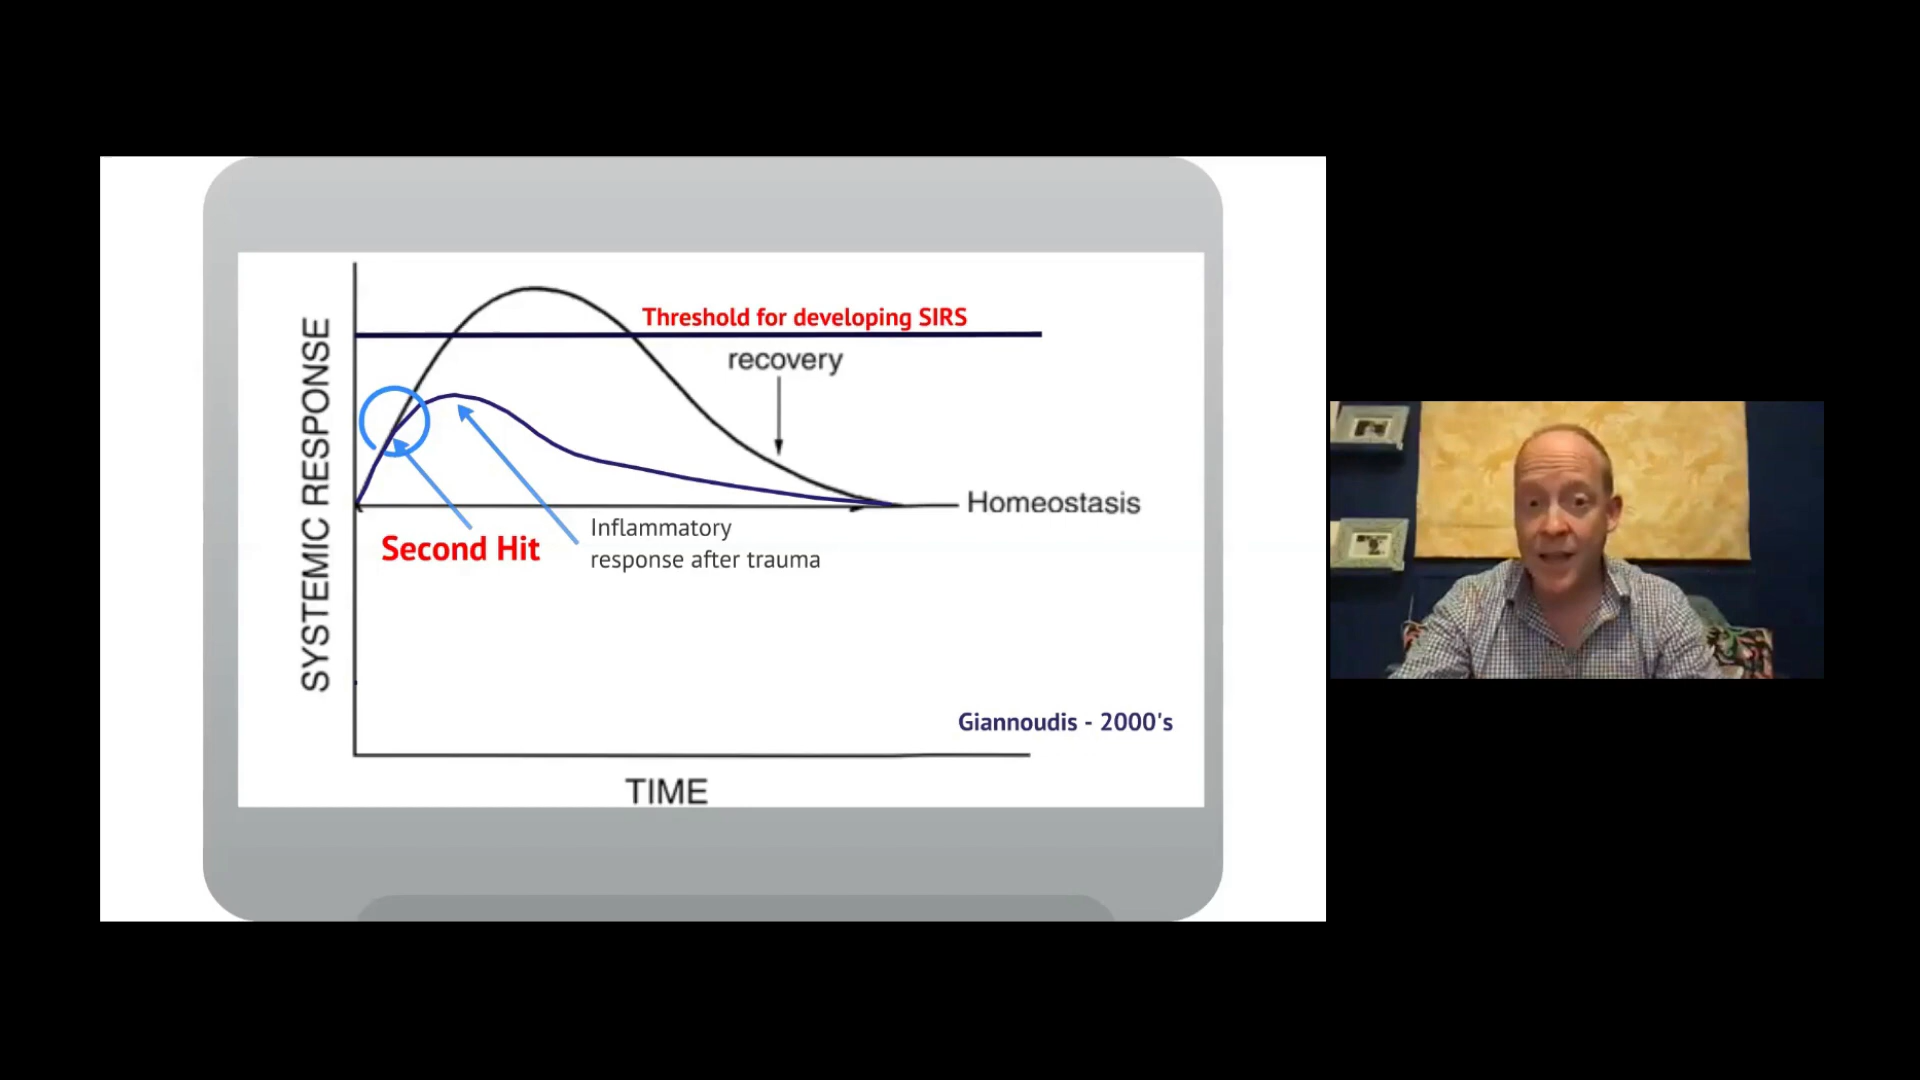 Threshold for developing SIRS
recovery
SYSTEMIC RESPONSE
Homeostasis
Second Hit
Inflammatory
response after trauma
Giannoudis - 2000's
TIME